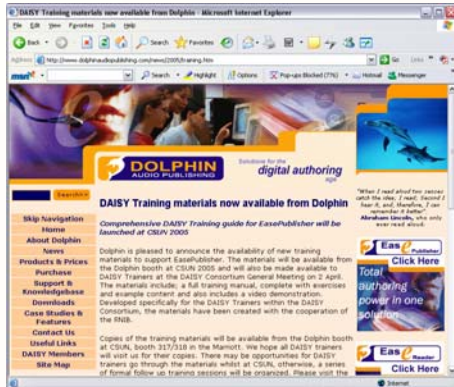 DAISY Training materials now available from Dolphin - Microsoft Internet Explorer
File Edit View Favorites Tools Help
Back Search Favorites
Address http://www.dolphinaudiopublishing.com/news/2005/training.htm Go Links
msn Search Highlight Options Pop-ups Blocked (776) Hotmail Messenger
DOLPHIN
AUDIO PUBLISHING
Solutions for the
digital authoring
age
Search
Skip Navigation
Home
About Dolphin
News
Products & Prices
Purchase
Support &
Knowledgebase
Downloads
Case Studies &
Features
Contact Us
Useful Links
DAISY Members
Site Map
DAISY Training materials now available from Dolphin
Comprehensive DAISY Training guide for EasePublisher will
be launched at CSUN 2005
Dolphin is pleased to announce the availability of new training
materials to support EasePublisher. The materials will be available from
the Dolphin booth at CSUN 2005 and will also be made available to
DAISY Trainers at the Consortium General Meeting on 2 April.
The materials include; a full training manual, complete with exercises
and example content and also includes a video demonstration.
Developed specifically for the DAISY Trainers within the DAISY
Consortium, the materials have been created with the cooperation of
the RNIB.
Copies of the training materials will be available from the Dolphin booth
at CSUN, booth 317/318 in the Marriott. We hope all DAISY trainers
will visit us for their copies. There may be opportunities for DAISY
trainers go through the materials whilst at CSUN, otherwise, a series
of formal follow up training sessions will be organized. Please visit the
"When I read aloud two senses
catch the idea; I read; Second I
hear it, and, therefore, I can
remember it better".
Abraham Lincoln, who only
ever read aloud.
Ease Publisher
Click Here
Total
authoring
power in one
solution
Ease Reader
Click Here
Internet